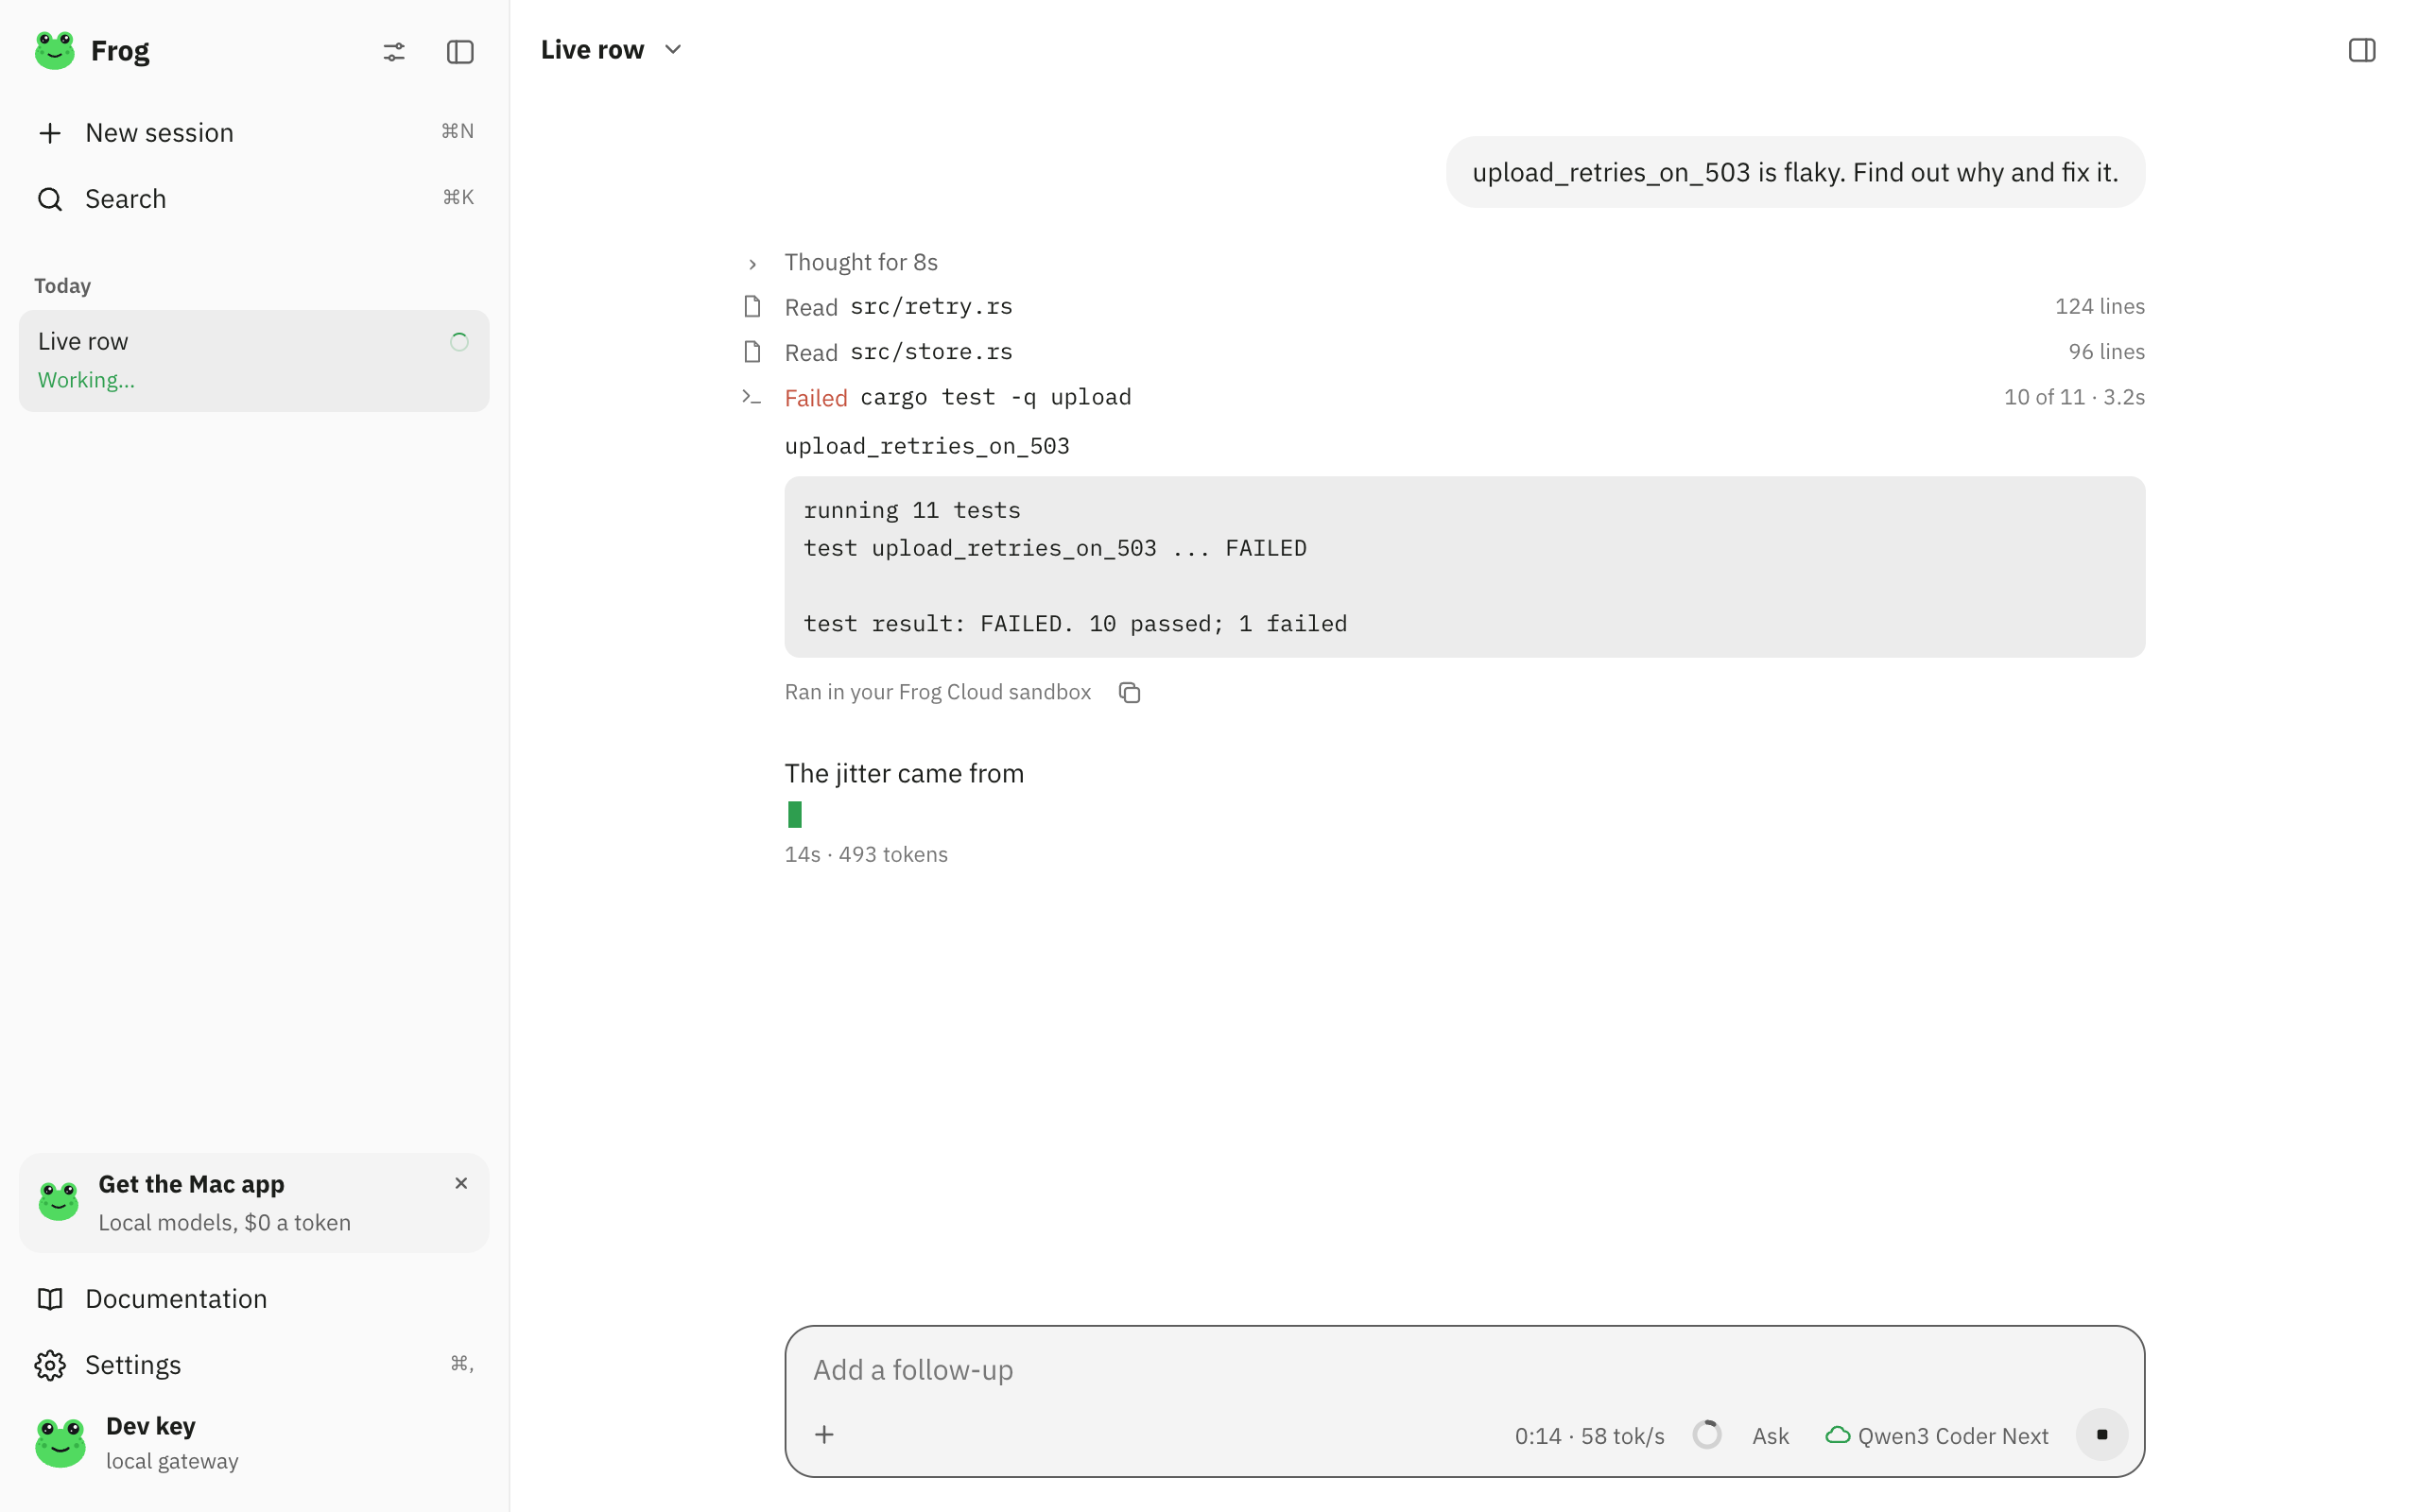 Frog
New session ⌘N
Search ⌘K
Today
Live row
Working...
Get the Mac app
Local models, $0 a token
Documentation
Settings ⌘,
Dev key
local gateway
Live row
upload_retries_on_503 is flaky. Find out why and fix it.
Thought for 8s
Read src/retry.rs 124 lines
Read src/store.rs 96 lines
Failed cargo test -q upload 10 of 11 · 3.2s
upload_retries_on_503
running 11 tests
test upload_retries_on_503 ... FAILED
test result: FAILED. 10 passed; 1 failed
Ran in your Frog Cloud sandbox
The jitter came from
14s · 493 tokens
Add a follow-up
0:14 · 58 tok/s Ask Qwen3 Coder Next